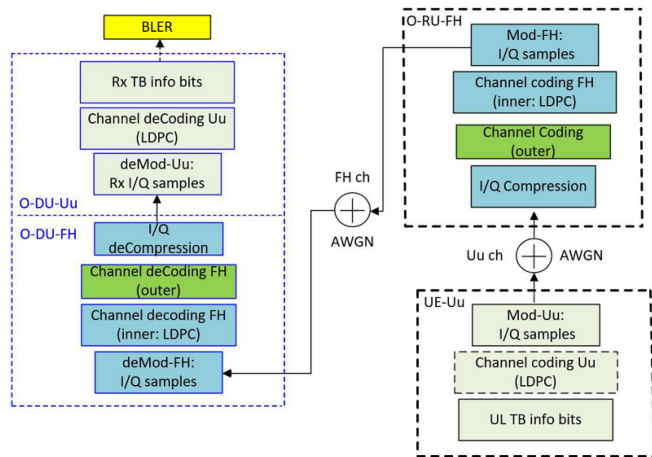 BLER
Rx TB info bits
Channel deCoding Uu
(LDPC)
deMod-Uu:
Rx I/Q samples
O-DU-Uu
O-DU-FH
I/Q
deCompression
Channel deCoding FH
(outer)
Channel decoding FH
(inner: LDPC)
deMod-FH:
I/Q samples
FH ch
AWGN
O-RU-FH
Mod-FH:
I/Q samples
Channel coding FH
(inner: LDPC)
Channel Coding
(outer)
I/Q Compression
Uu ch
AWGN
UE-Uu
Mod-Uu:
I/Q samples
Channel coding Uu
(LDPC)
UL TB info bits